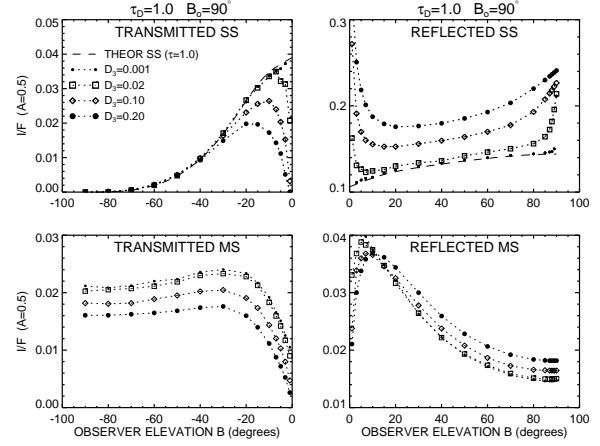 τD=1.0 Bo=90°
TRANSMITTED SS
THEOR SS (τ=1.0)
D3=0.001
D3=0.02
D3=0.10
D3=0.20
I/F (A=0.5)
0.05
0.04
0.03
0.02
0.01
0.00
-100 -80 -60 -40 -20 0
τD=1.0 Bo=90°
REFLECTED SS
0.3
0.2
0.1
0 20 40 60 80 100
TRANSMITTED MS
I/F (A=0.5)
0.03
0.02
0.01
0.00
-100 -80 -60 -40 -20 0
OBSERVER ELEVATION B (degrees)
REFLECTED MS
0.04
0.03
0.02
0.01
0 20 40 60 80 100
OBSERVER ELEVATION B (degrees)